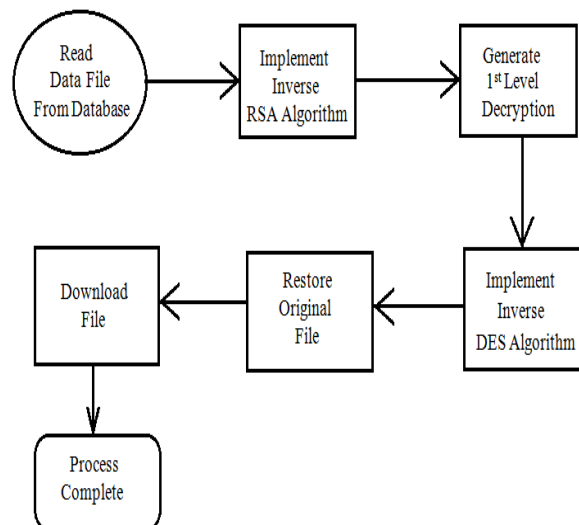 Read
Data File
From Database
Implement
Inverse
RSA Algorithm
Generate
1st Level
Decryption
Implement
Inverse
DES Algorithm
Restore
Original
File
Download
File
Process
Complete